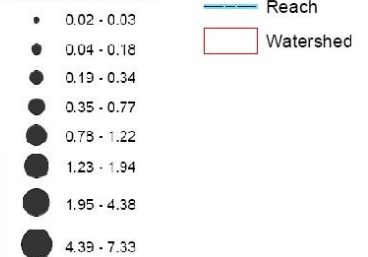 0.02 - 0.03
0.04 - 0.18
0.19 - 0.34
0.35 - 0.77
0.78 - 1.22
1.23 - 1.94
1.95 - 4.38
4.39 - 7.33
Reach
Watershed